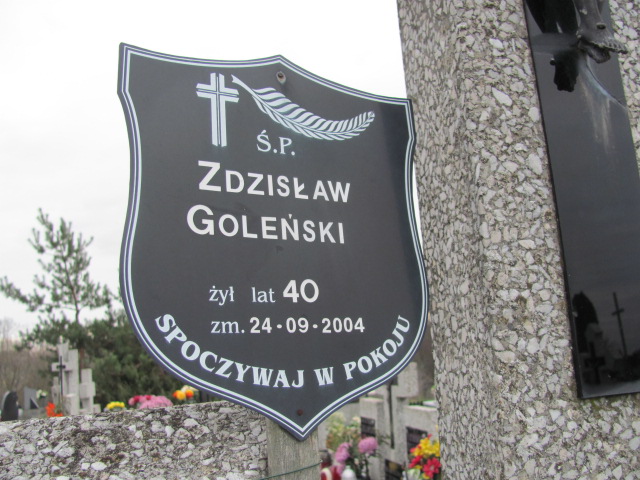 Ś.P.
ZDZISŁAW
GOLEŃSKI
żył lat 40
zm. 24-09-2004
SPOCZYWAJ W POKOJU